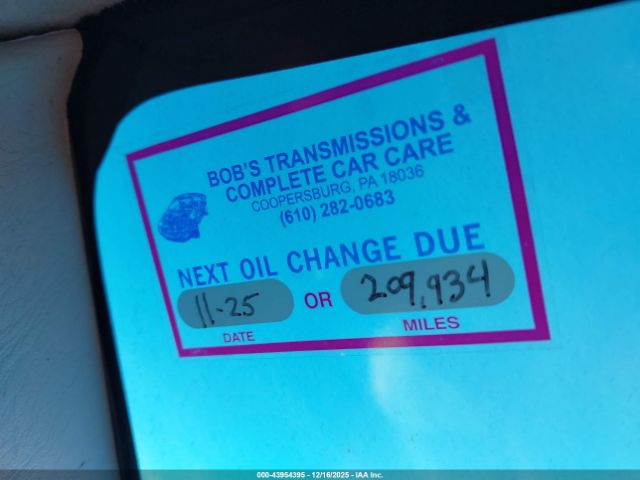 BOB'S TRANSMISSIONS &
COMPLETE CAR CARE
COOPERSBURG, PA 18036
(610) 282-0683
NEXT OIL CHANGE DUE
11-25 OR 209,934
DATE MILES
000-43954395 - 12/16/2025 - IAA Inc.